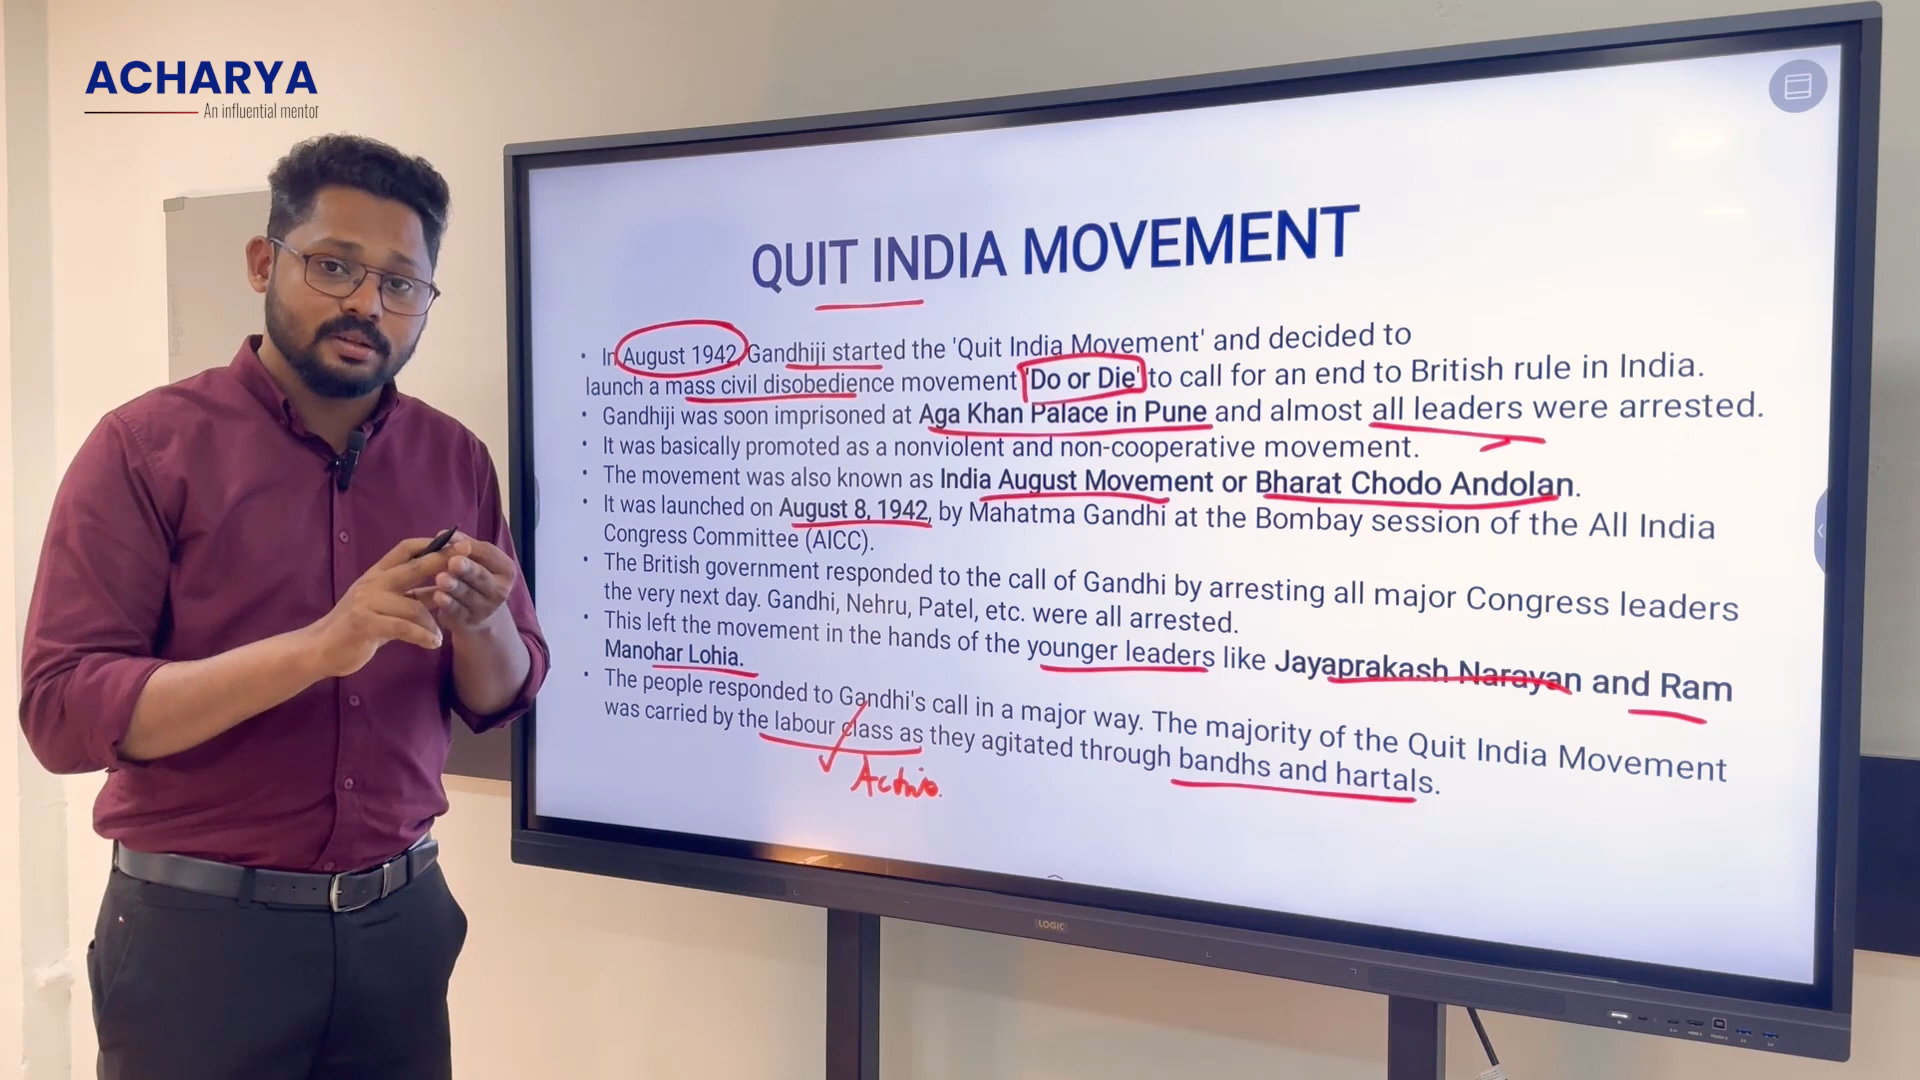 ACHARYA
An influential mentor
QUIT INDIA MOVEMENT
• In August 1942, Gandhiji started the 'Quit India Movement' and decided to
launch a mass civil disobedience movement 'Do or Die' to call for an end to British rule in India.
• Gandhiji was soon imprisoned at Aga Khan Palace in Pune and almost all leaders were arrested.
• It was basically promoted as a nonviolent and non-cooperative movement.
• The movement was also known as India August Movement or Bharat Chodo Andolan.
• It was launched on August 8, 1942, by Mahatma Gandhi at the Bombay session of the All India
Congress Committee (AICC).
• The British government responded to the call of Gandhi by arresting all major Congress leaders
the very next day. Gandhi, Nehru, Patel, etc. were all arrested.
• This left the movement in the hands of the younger leaders like Jayaprakash Narayan and Ram
Manohar Lohia.
• The people responded to Gandhi's call in a major way. The majority of the Quit India Movement
was carried by the labour class as they agitated through bandhs and hartals.
LOGIC